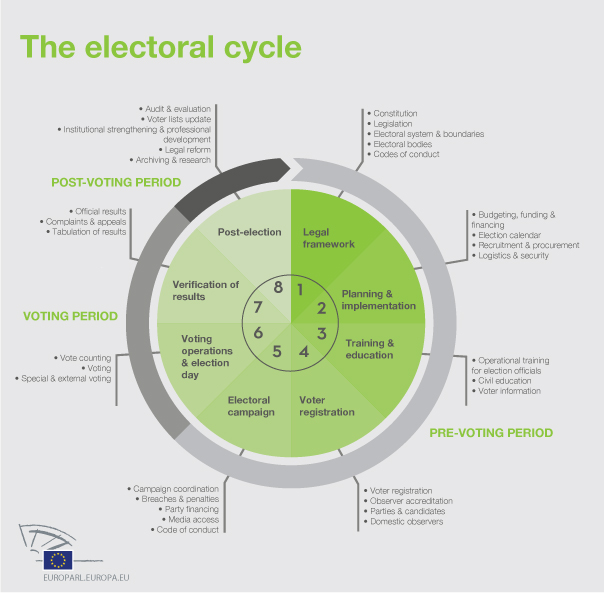 The electoral cycle
• Audit & evaluation
• Voter lists update
• Institutional strengthening & professional
development
• Legal reform
• Archiving & research
• Constitution
• Legislation
• Electoral system & boundaries
• Electoral bodies
• Codes of conduct
POST-VOTING PERIOD
• Official results
• Complaints & appeals
• Tabulation of results
• Budgeting, funding &
financing
• Election calendar
• Recruitment & procurement
• Logistics & security
Post-election
Legal
framework
Verification of
results
Planning &
implementation
8
1
7
2
6
3
5
4
VOTING PERIOD
Voting
operations
& election
day
Training &
education
• Vote counting
• Voting
• Special & external voting
• Operational training
for election officials
• Civil education
• Voter information
Electoral
campaign
Voter
registration
PRE-VOTING PERIOD
• Campaign coordination
• Breaches & penalties
• Party financing
• Media access
• Code of conduct
• Voter registration
• Observer accreditation
• Parties & candidates
• Domestic observers
EUROPARL.EUROPA.EU